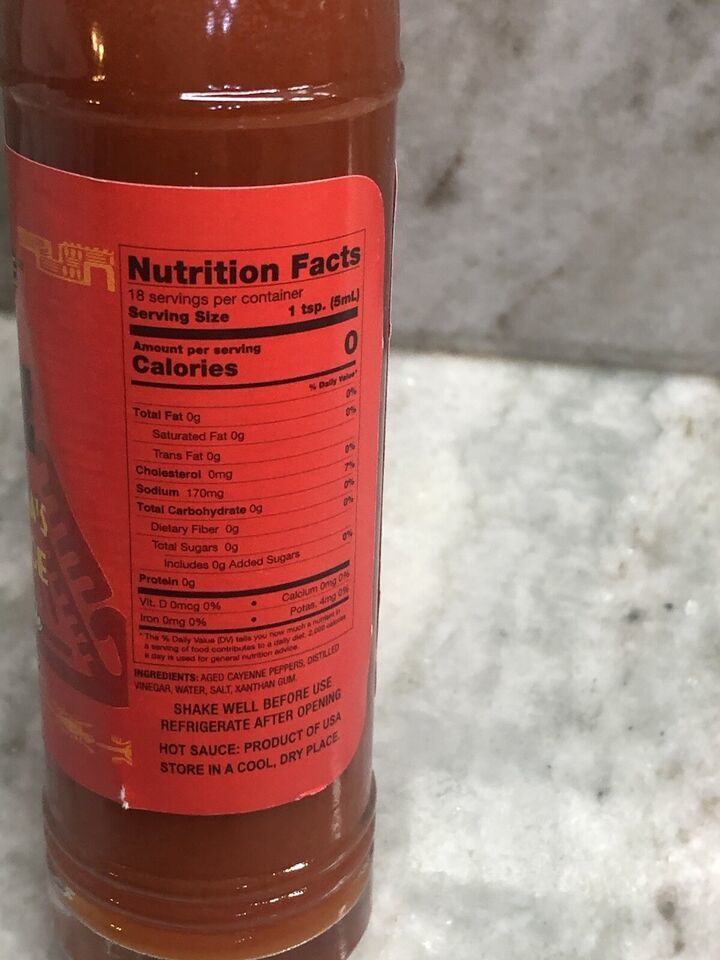 Nutrition Facts
18 servings per container
Serving Size 1 tsp. (5mL)
Amount per serving
Calories 0
% Daily Value*
Total Fat 0g 0%
Saturated Fat 0g 0%
Trans Fat 0g
Cholesterol 0mg 0%
Sodium 170mg 7%
Total Carbohydrate 0g 0%
Dietary Fiber 0g 0%
Total Sugars 0g
Includes 0g Added Sugars 0%
Protein 0g
Vit. D 0mcg 0% • Calcium 0mg 0%
Iron 0mg 0% • Potas. 4mg 0%
* The % Daily Value (DV) tells you how much a nutrient in
a serving of food contributes to a daily diet. 2,000 calories
a day is used for general nutrition advice.
INGREDIENTS: AGED CAYENNE PEPPERS, DISTILLED
VINEGAR, WATER, SALT, XANTHAN GUM.
SHAKE WELL BEFORE USE
REFRIGERATE AFTER OPENING
HOT SAUCE: PRODUCT OF USA
STORE IN A COOL, DRY PLACE.